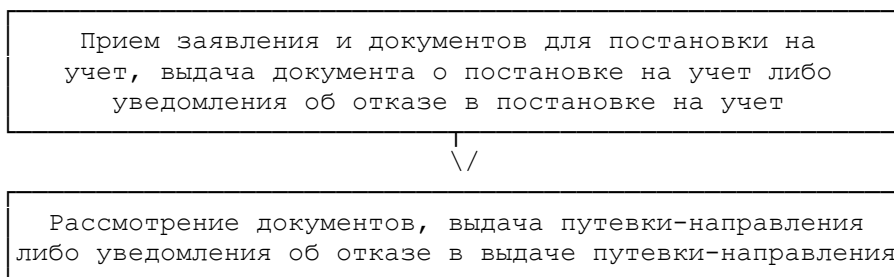 Прием заявления и документов для постановки на
учет, выдача документа о постановке на учет либо
уведомления об отказе в постановке на учет
\/
Рассмотрение документов, выдача путевки-направления
либо уведомления об отказе в выдаче путевки-направления